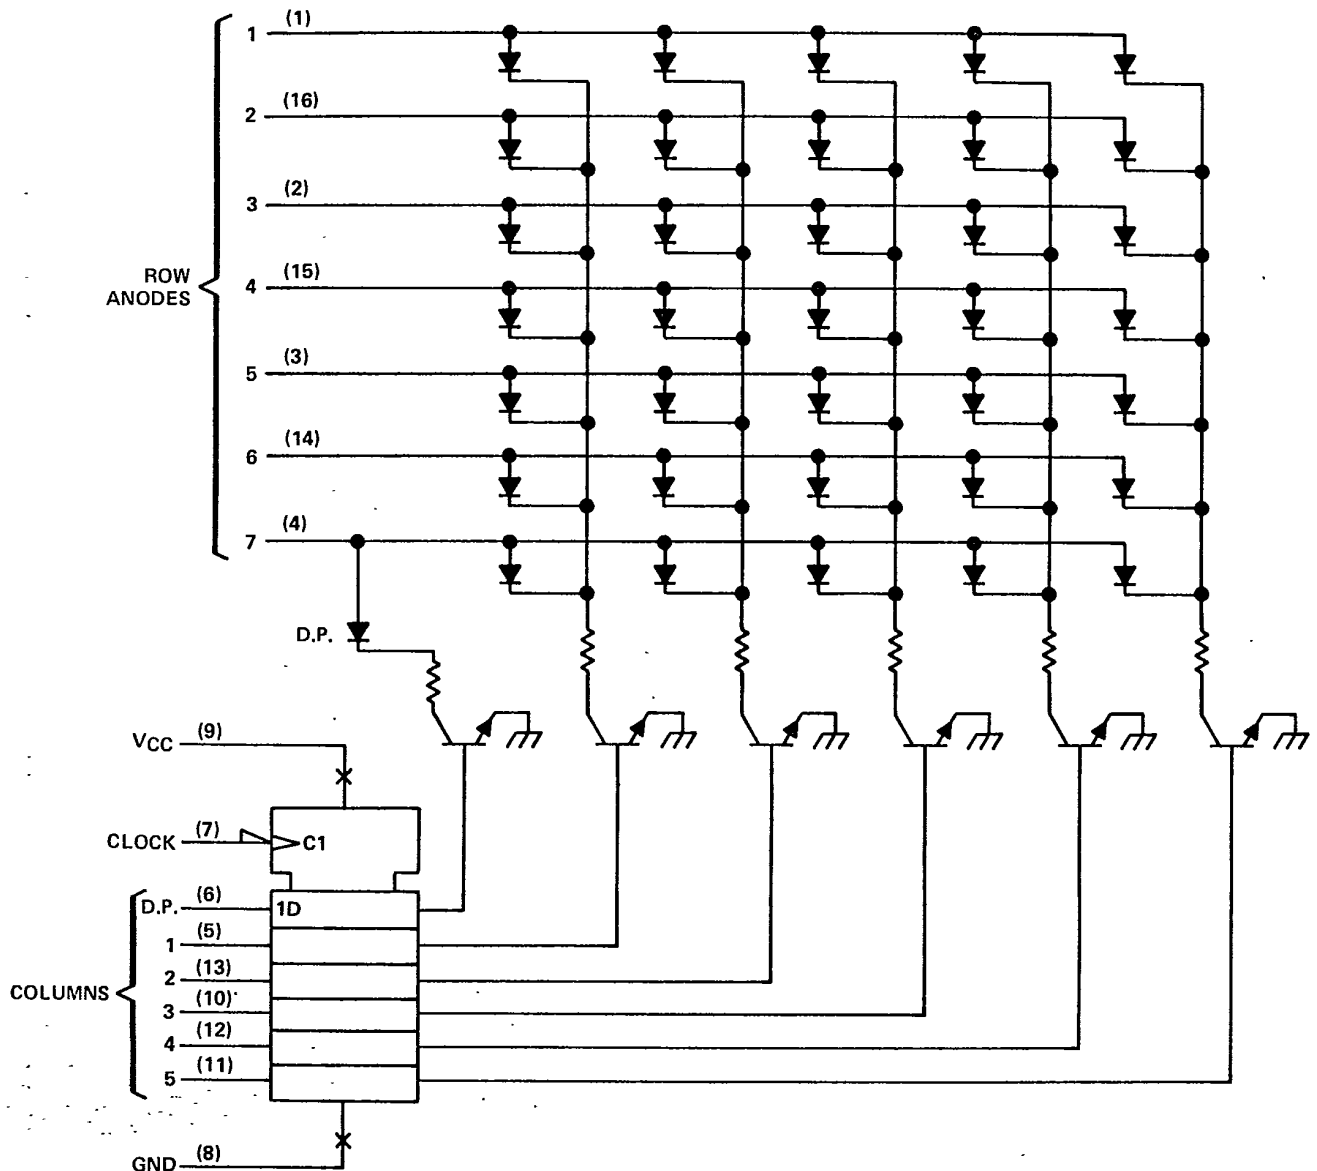 1 (1)
2 (16)
3 (2)
ROW ANODES
4 (15)
5 (3)
6 (14)
7 (4)
D.P.
VCC (9)
CLOCK (7) C1
D.P. (6) 1D
1 (5)
2 (13)
COLUMNS
3 (10)
4 (12)
5 (11)
GND (8)